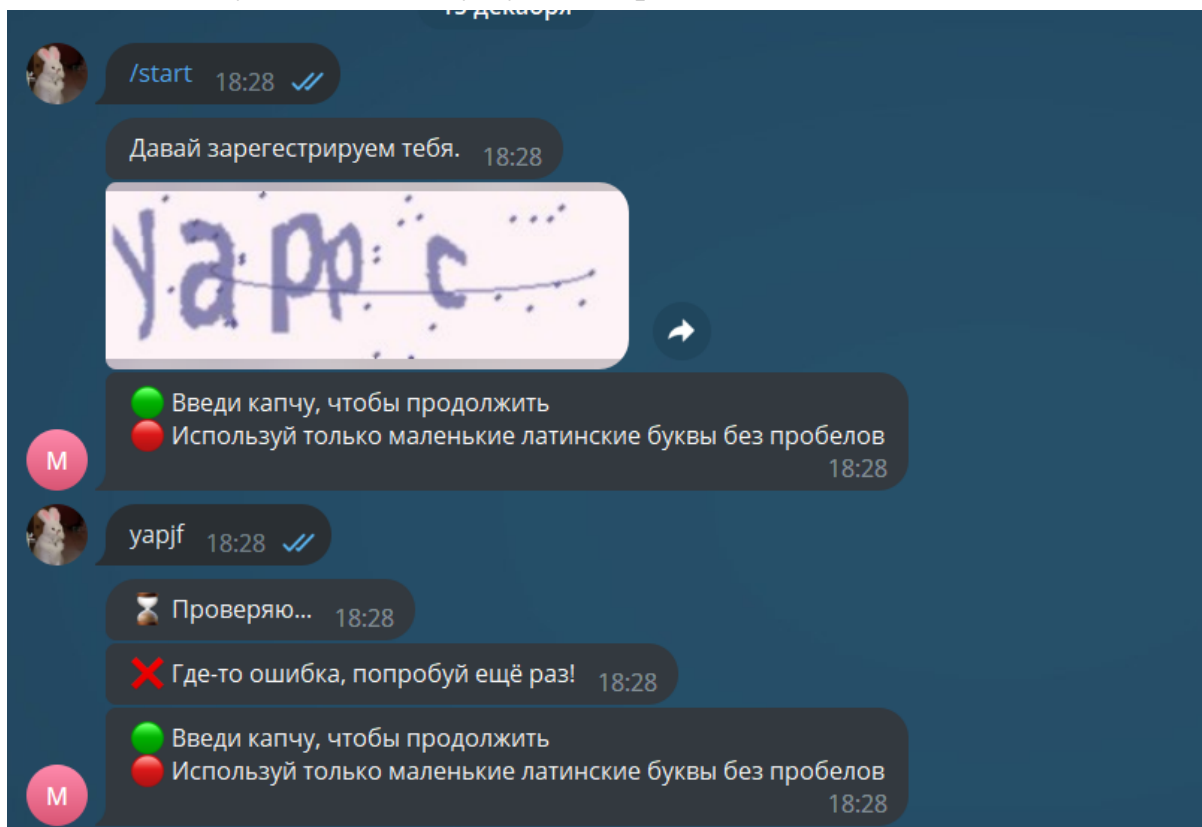 /start 18:28
Давай зарегестрируем тебя. 18:28
yappc
🟢 Введи капчу, чтобы продолжить
🔴 Используй только маленькие латинские буквы без пробелов
18:28
M
yapjf 18:28
⏳ Проверяю... 18:28
❌ Где-то ошибка, попробуй ещё раз! 18:28
🟢 Введи капчу, чтобы продолжить
🔴 Используй только маленькие латинские буквы без пробелов
18:28
M